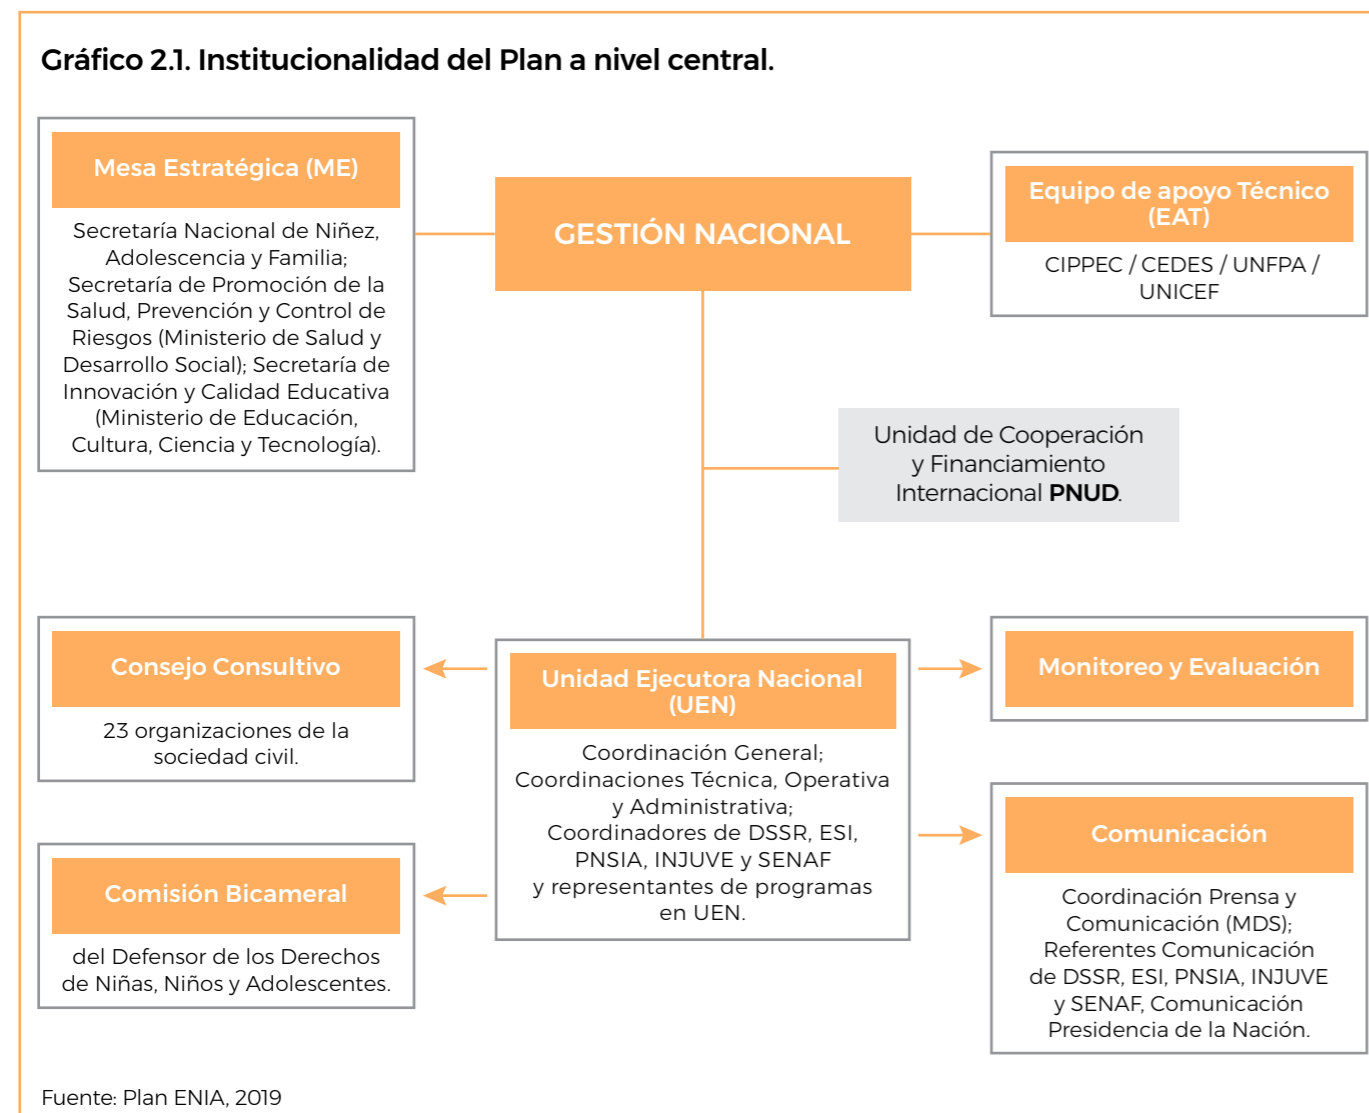 Gráfico 2.1. Institucionalidad del Plan a nivel central.
Mesa Estratégica (ME)
Secretaría Nacional de Niñez,
Adolescencia y Familia;
Secretaría de Promoción de la
Salud, Prevención y Control de
Riesgos (Ministerio de Salud y
Desarrollo Social); Secretaría de
Innovación y Calidad Educativa
(Ministerio de Educación,
Cultura, Ciencia y Tecnología).
GESTIÓN NACIONAL
Equipo de apoyo Técnico
(EAT)
CIPPEC / CEDES / UNFPA /
UNICEF
Unidad de Cooperación
y Financiamiento
Internacional PNUD.
Consejo Consultivo
23 organizaciones de la
sociedad civil.
Comisión Bicameral
del Defensor de los Derechos
de Niñas, Niños y Adolescentes.
Unidad Ejecutora Nacional
(UEN)
Coordinación General;
Coordinaciones Técnica, Operativa
y Administrativa;
Coordinadores de DSSR, ESI,
PNSIA, INJUVE y SENAF
y representantes de programas
en UEN.
Monitoreo y Evaluación
Comunicación
Coordinación Prensa y
Comunicación (MDS);
Referentes Comunicación
de DSSR, ESI, PNSIA, INJUVE
y SENAF, Comunicación
Presidencia de la Nación.
Fuente: Plan ENIA, 2019